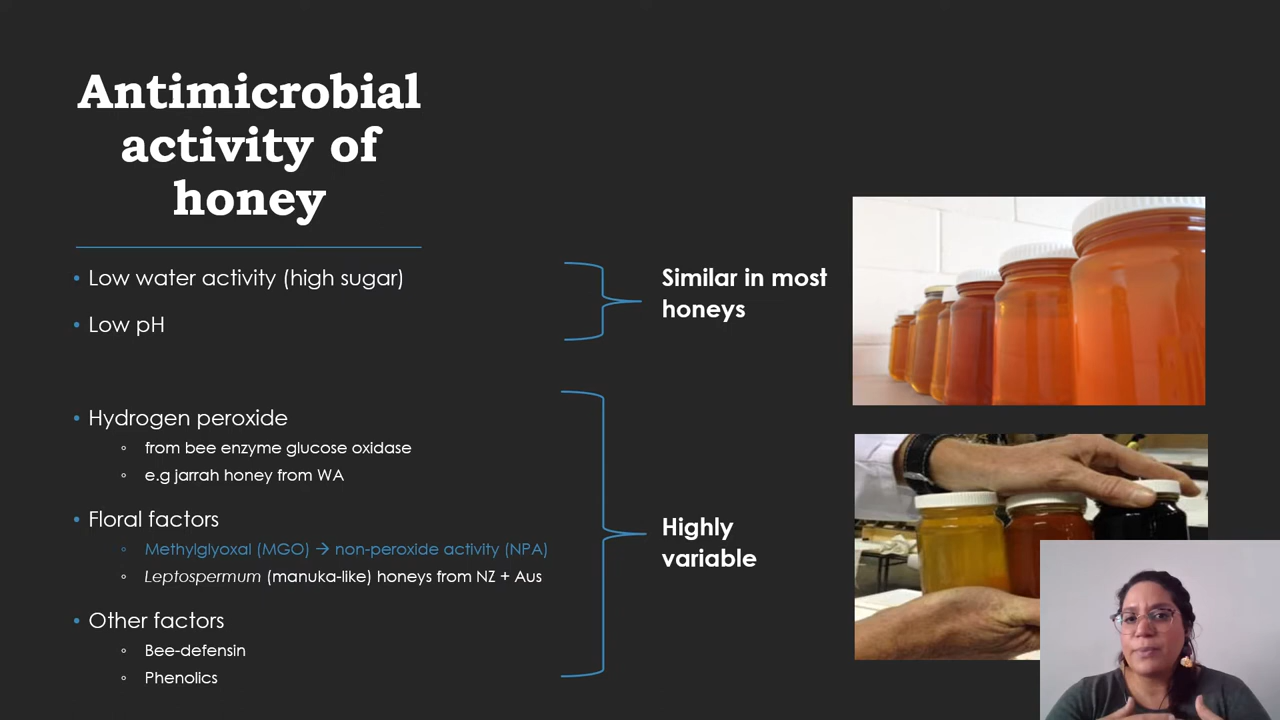 Antimicrobial
activity of
honey
• Low water activity (high sugar)
• Low pH
Similar in most
honeys
• Hydrogen peroxide
◦ from bee enzyme glucose oxidase
◦ e.g jarrah honey from WA
• Floral factors
◦ Methylglyoxal (MGO) → non-peroxide activity (NPA)
◦ Leptospermum (manuka-like) honeys from NZ + Aus
• Other factors
◦ Bee-defensin
◦ Phenolics
Highly
variable